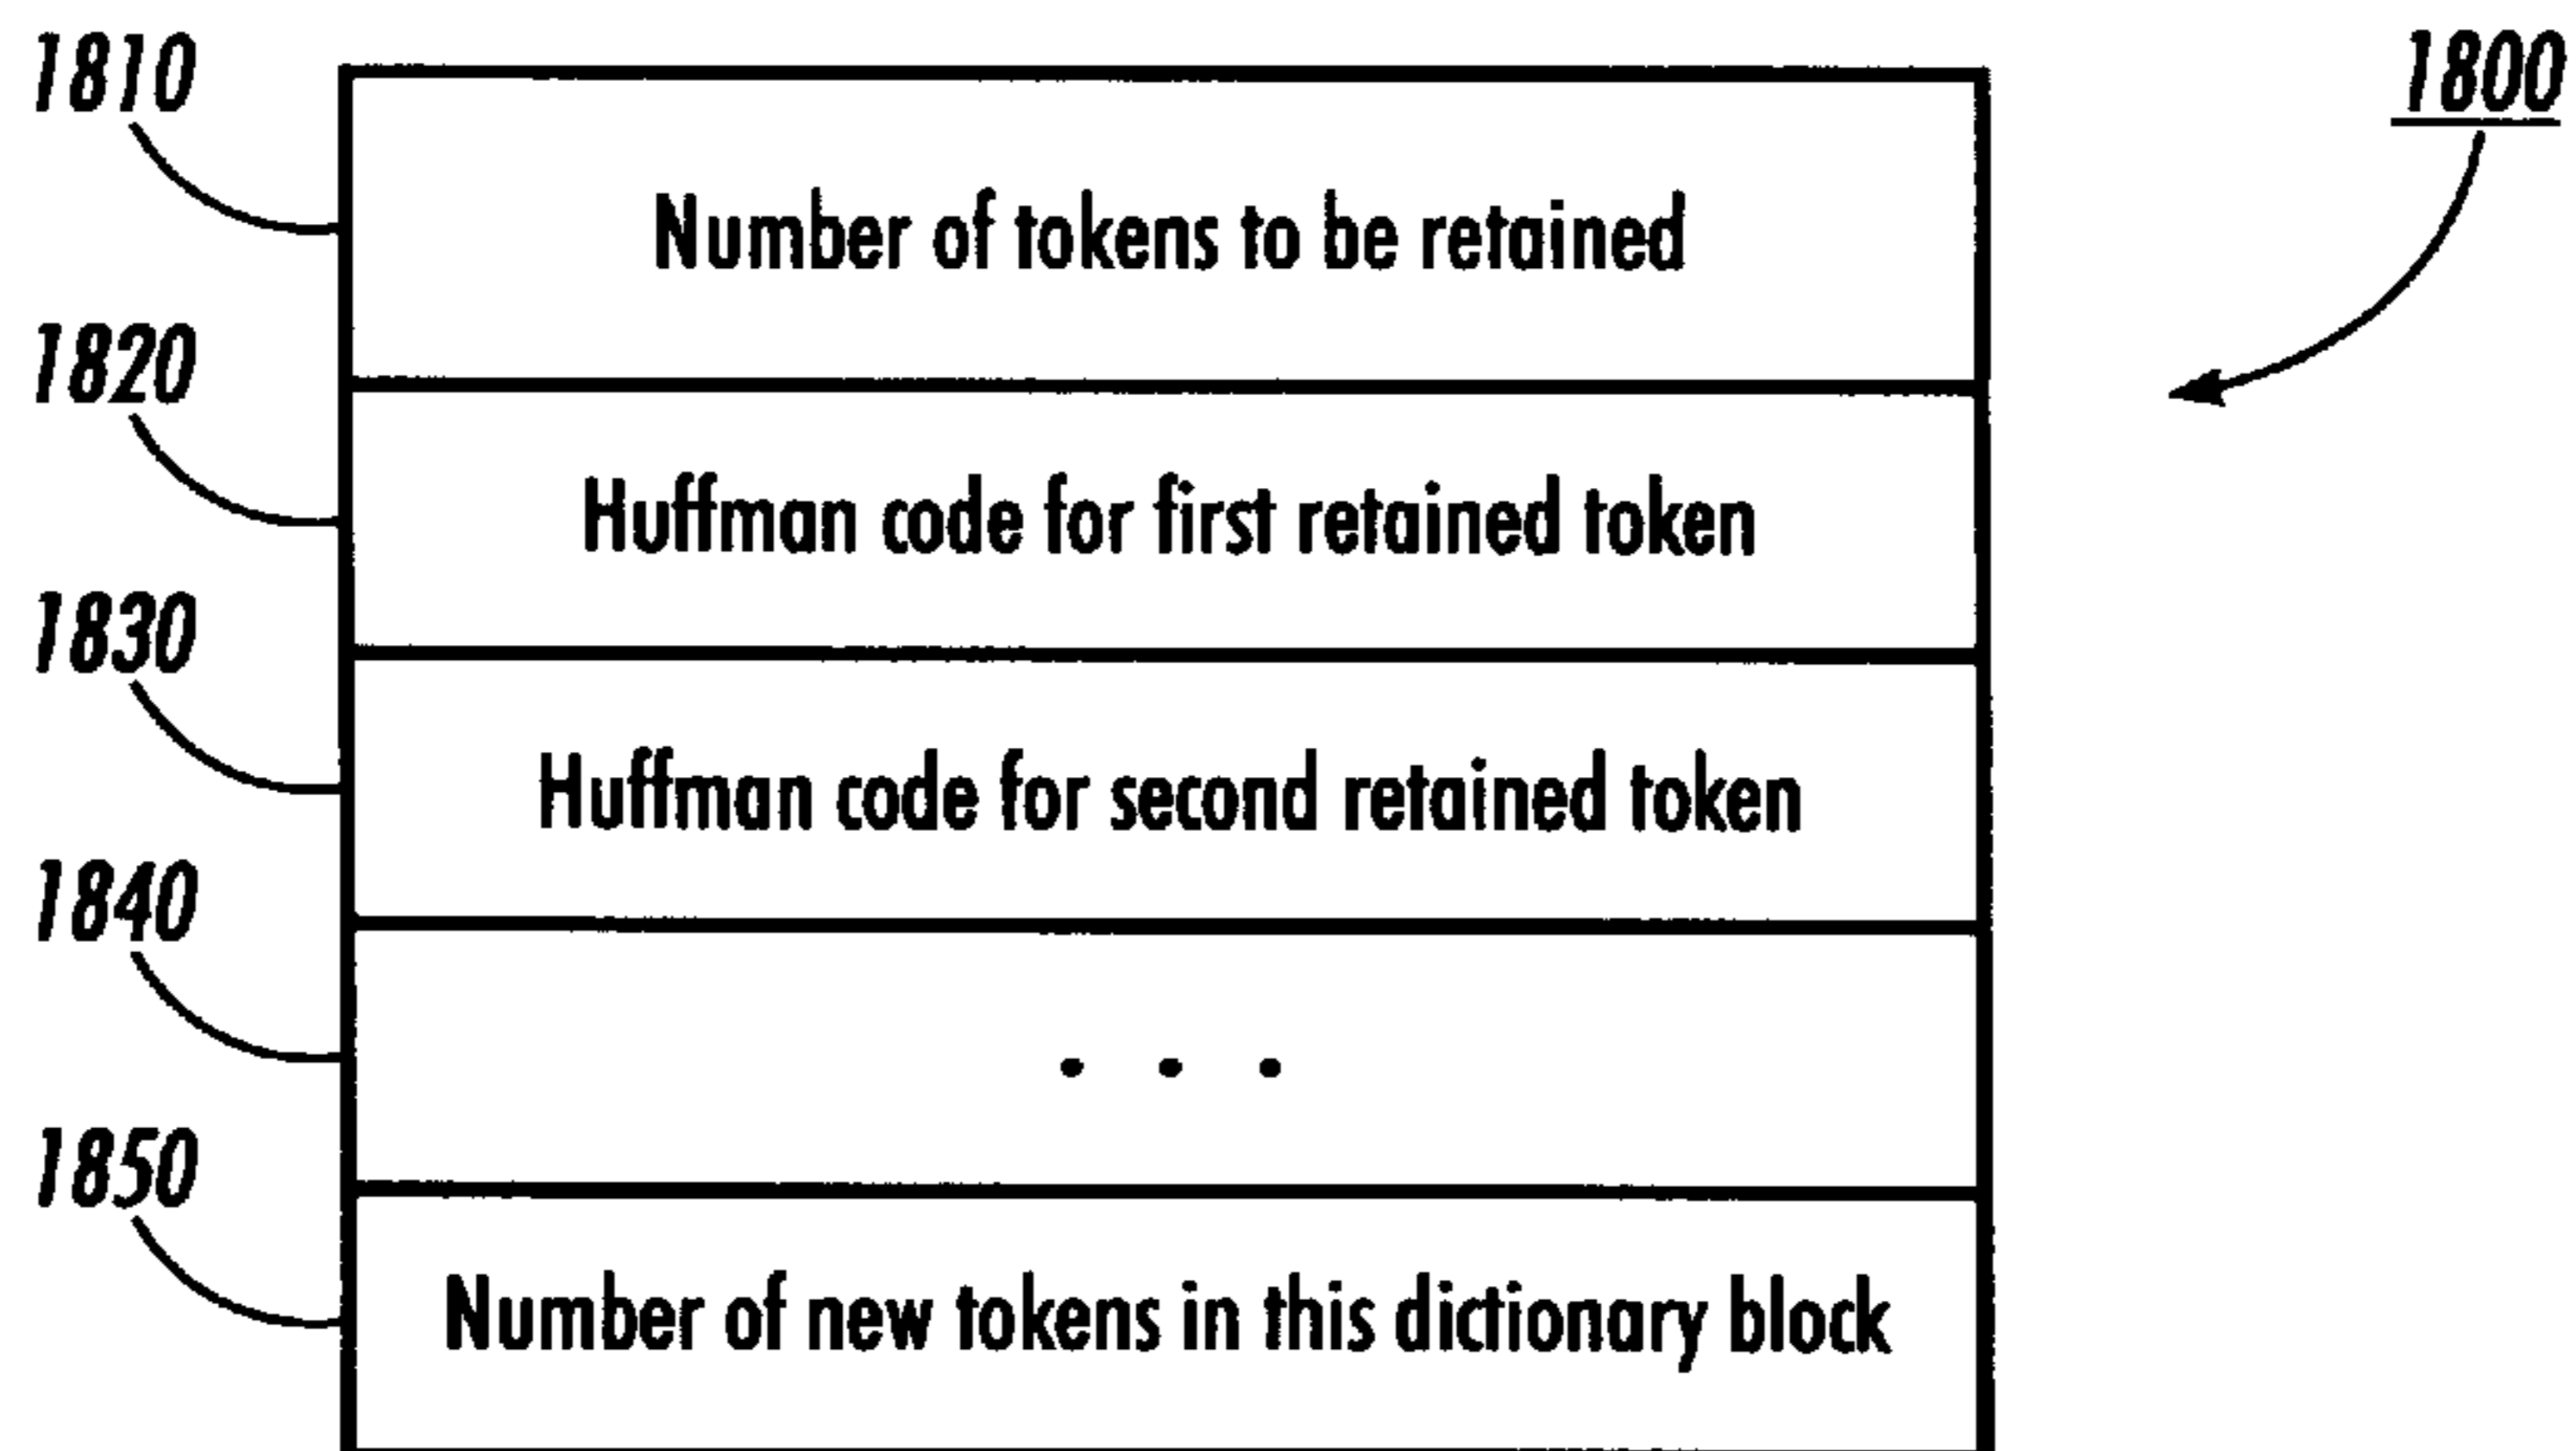 1810
1800
Number of tokens to be retained
1820
Huffman code for first retained token
1830
Huffman code for second retained token
1840
. . .
1850
Number of new tokens in this dictionary block